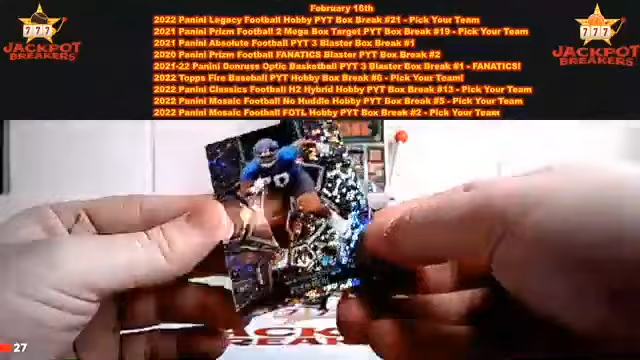 February 16th
2022 Panini Legacy Football Hobby PYT Box Break #21 - Pick Your Team
2021 Panini Prizm Football 2 Mega Box Target PYT Box Break #19 - Pick Your Team
2021 Panini Absolute Football PYT 3 Blaster Box Break #1
2020 Panini Prizm Football FANATICS Blaster PYT Box Break #2
2021-22 Panini Donruss Optic Basketball PYT 3 Blaster Box Break #1 - FANATICS!
2022 Topps Fire Baseball PYT Hobby Box Break #6 - Pick Your Team!
2022 Panini Classics Football H2 Hybrid Hobby PYT Box Break #13 - Pick Your Team
2022 Panini Mosaic Football No Huddle Hobby PYT Box Break #5 - Pick Your Team
2022 Panini Mosaic Football FOTL Hobby PYT Box Break #2 - Pick Your Team
777
JACKPOT
BREAKERS
777
JACKPOT
BREAKERS
27